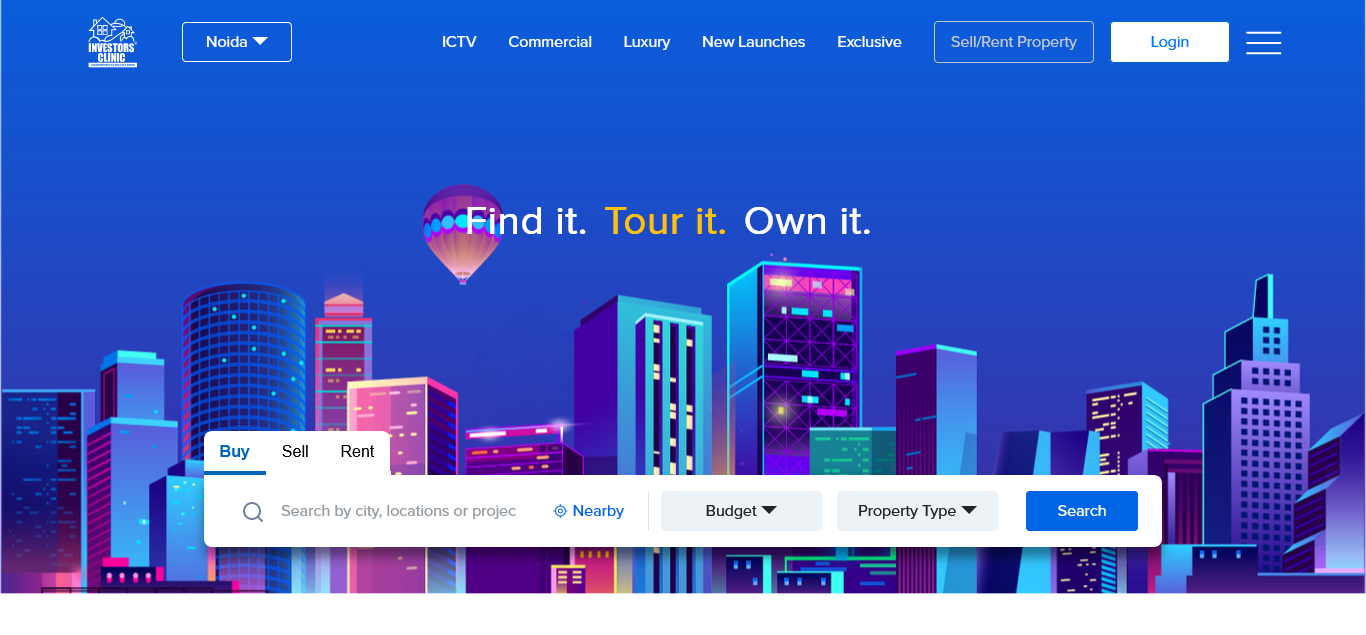 INVESTORS
CLINIC
Noida
ICTV
Commercial
Luxury
New Launches
Exclusive
Sell/Rent Property
Login
Find it. Tour it. Own it.
Buy
Sell
Rent
Search by city, locations or projec
Nearby
Budget
Property Type
Search